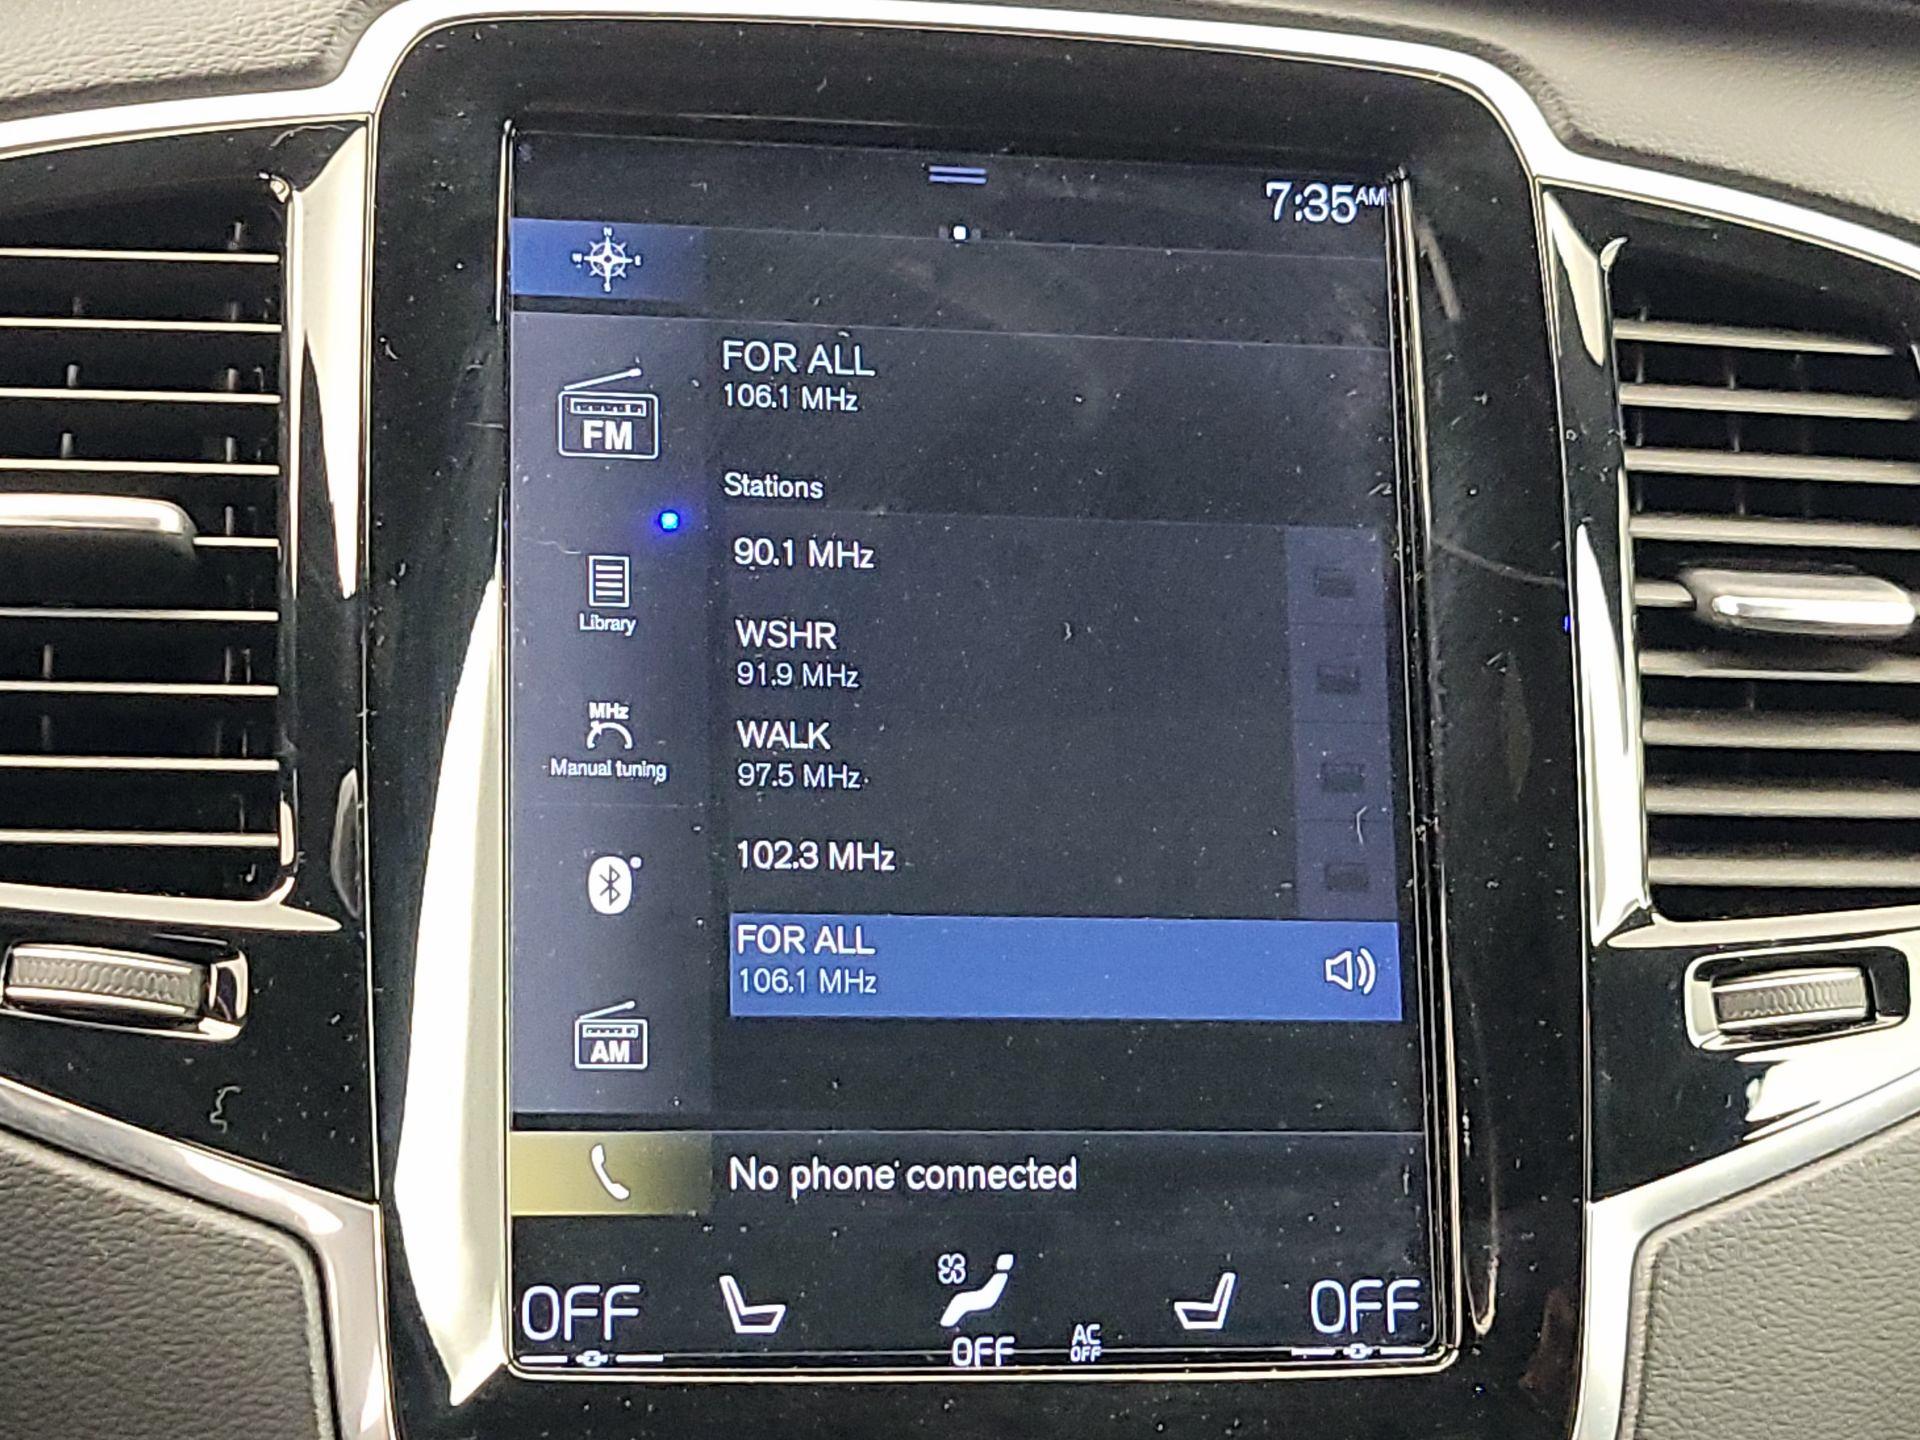 7:35AM
N
W E
S
FOR ALL
106.1 MHz
FM
Stations
90.1 MHz
Library
WSHR
91.9 MHz
MHz
Manual tuning
WALK
97.5 MHz
102.3 MHz
FOR ALL
106.1 MHz
AM
No phone connected
OFF
OFF
AC
OFF
OFF